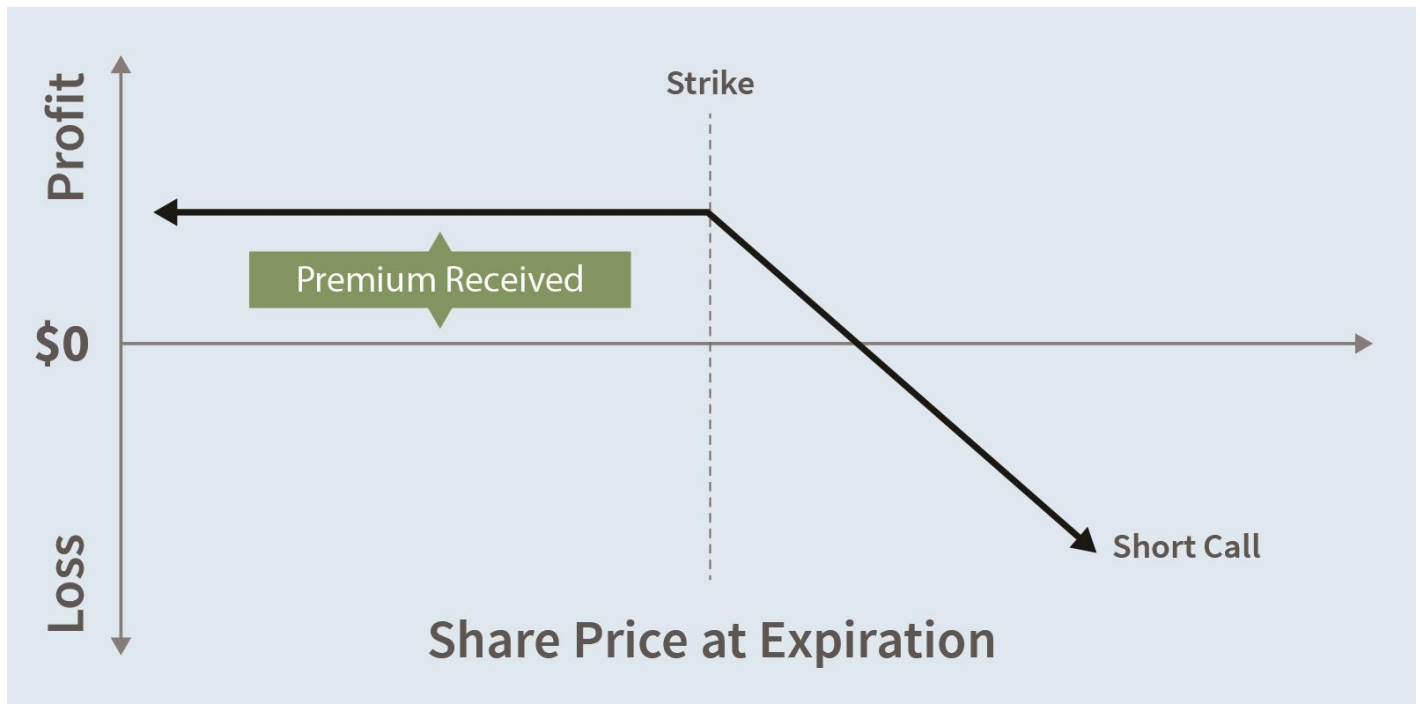 Profit
Strike
Premium Received
$0
Short Call
Loss
Share Price at Expiration